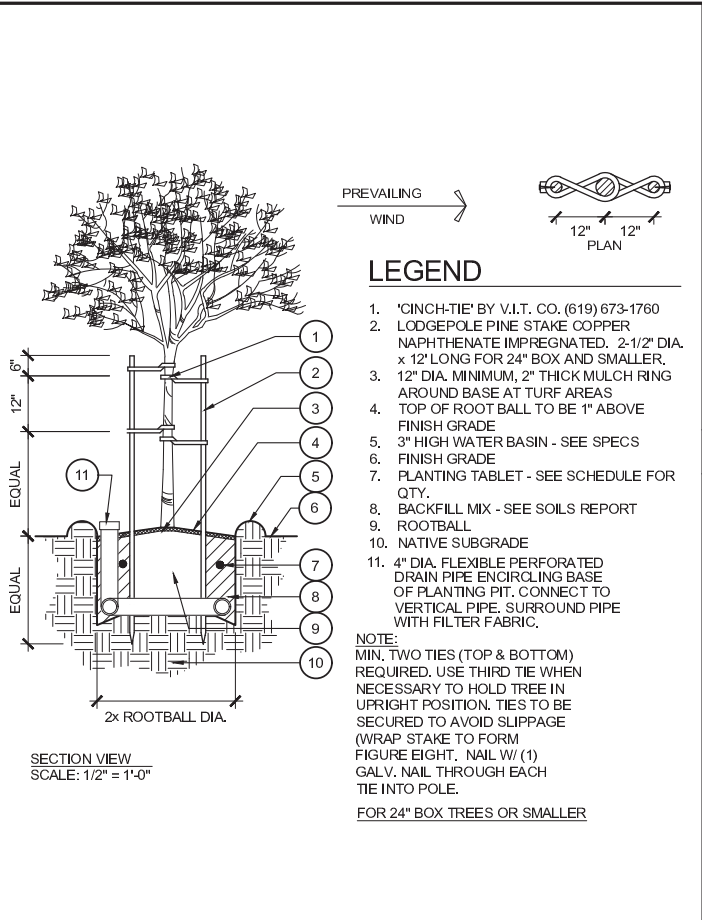 PREVAILING
WIND
12" 12"
PLAN
LEGEND
1. 'CINCH-TIE' BY V.I.T. CO. (619) 673-1760
2. LODGEPOLE PINE STAKE COPPER
NAPHTHENATE IMPREGNATED. 2-1/2" DIA.
x 12' LONG FOR 24" BOX AND SMALLER.
3. 12" DIA. MINIMUM, 2" THICK MULCH RING
AROUND BASE AT TURF AREAS
4. TOP OF ROOT BALL TO BE 1" ABOVE
FINISH GRADE
5. 3" HIGH WATER BASIN - SEE SPECS
6. FINISH GRADE
7. PLANTING TABLET - SEE SCHEDULE FOR
QTY.
8. BACKFILL MIX - SEE SOILS REPORT
9. ROOTBALL
10. NATIVE SUBGRADE
11. 4" DIA. FLEXIBLE PERFORATED
DRAIN PIPE ENCIRCLING BASE
OF PLANTING PIT. CONNECT TO
VERTICAL PIPE. SURROUND PIPE
WITH FILTER FABRIC.
NOTE:
MIN. TWO TIES (TOP & BOTTOM)
REQUIRED. USE THIRD TIE WHEN
NECESSARY TO HOLD TREE IN
UPRIGHT POSITION. TIES TO BE
SECURED TO AVOID SLIPPAGE
(WRAP STAKE TO FORM
FIGURE EIGHT. NAIL W/ (1)
GALV. NAIL THROUGH EACH
TIE INTO POLE.
FOR 24" BOX TREES OR SMALLER
6"
12"
EQUAL
EQUAL
1
2
3
4
11
5
6
7
8
9
10
2x ROOTBALL DIA.
SECTION VIEW
SCALE: 1/2" = 1'-0"